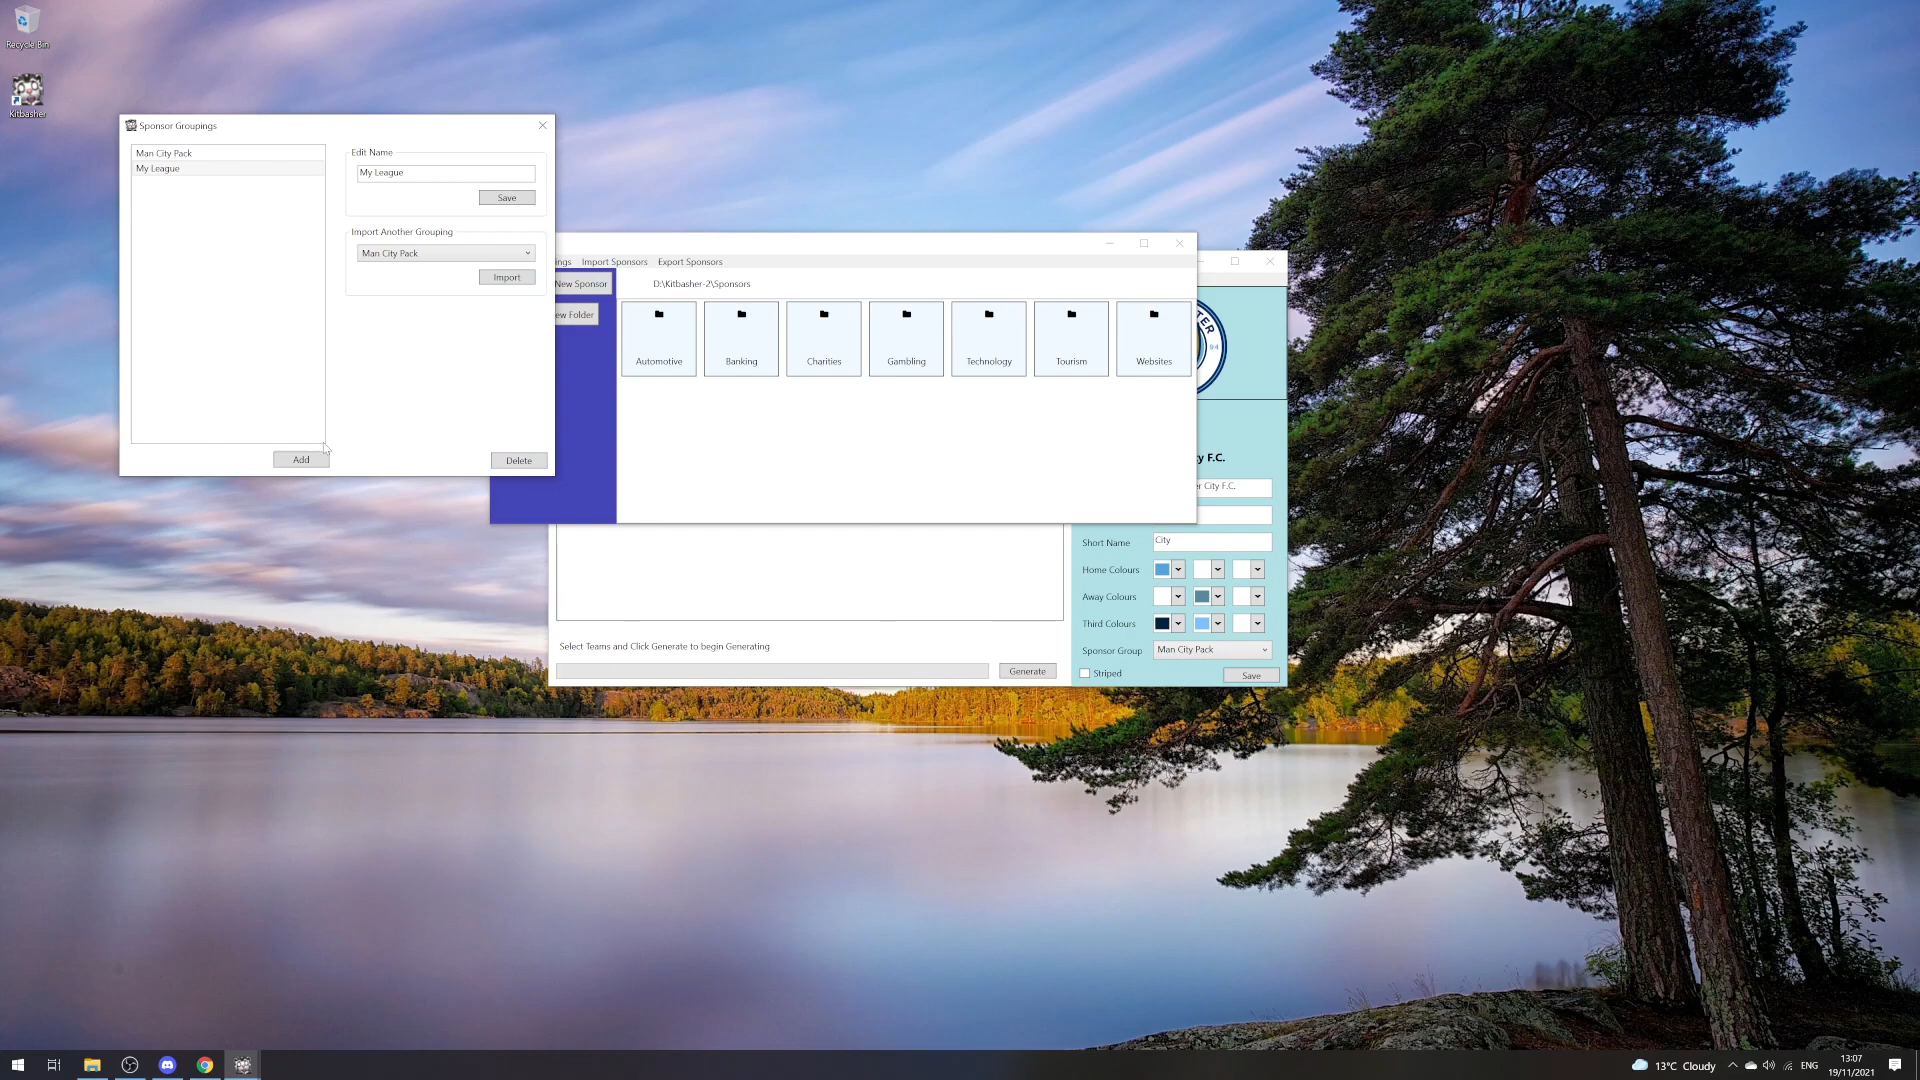 Recycle Bin
Kitbasher
Sponsor Groupings
Man City Pack
My League
Add
Edit Name
My League
Save
Import Another Grouping
Man City Pack
Import
Delete
ings Import Sponsors Export Sponsors
New Sponsor
D:\Kitbasher-2\Sponsors
ew Folder
Automotive
Banking
Charities
Gambling
Technology
Tourism
Websites
TER
94
y F.C.
er City F.C.
Short Name City
Home Colours
Away Colours
Third Colours
Sponsor Group Man City Pack
Striped
Save
Select Teams and Click Generate to begin Generating
Generate
13°C Cloudy
ENG
13:07
19/11/2021